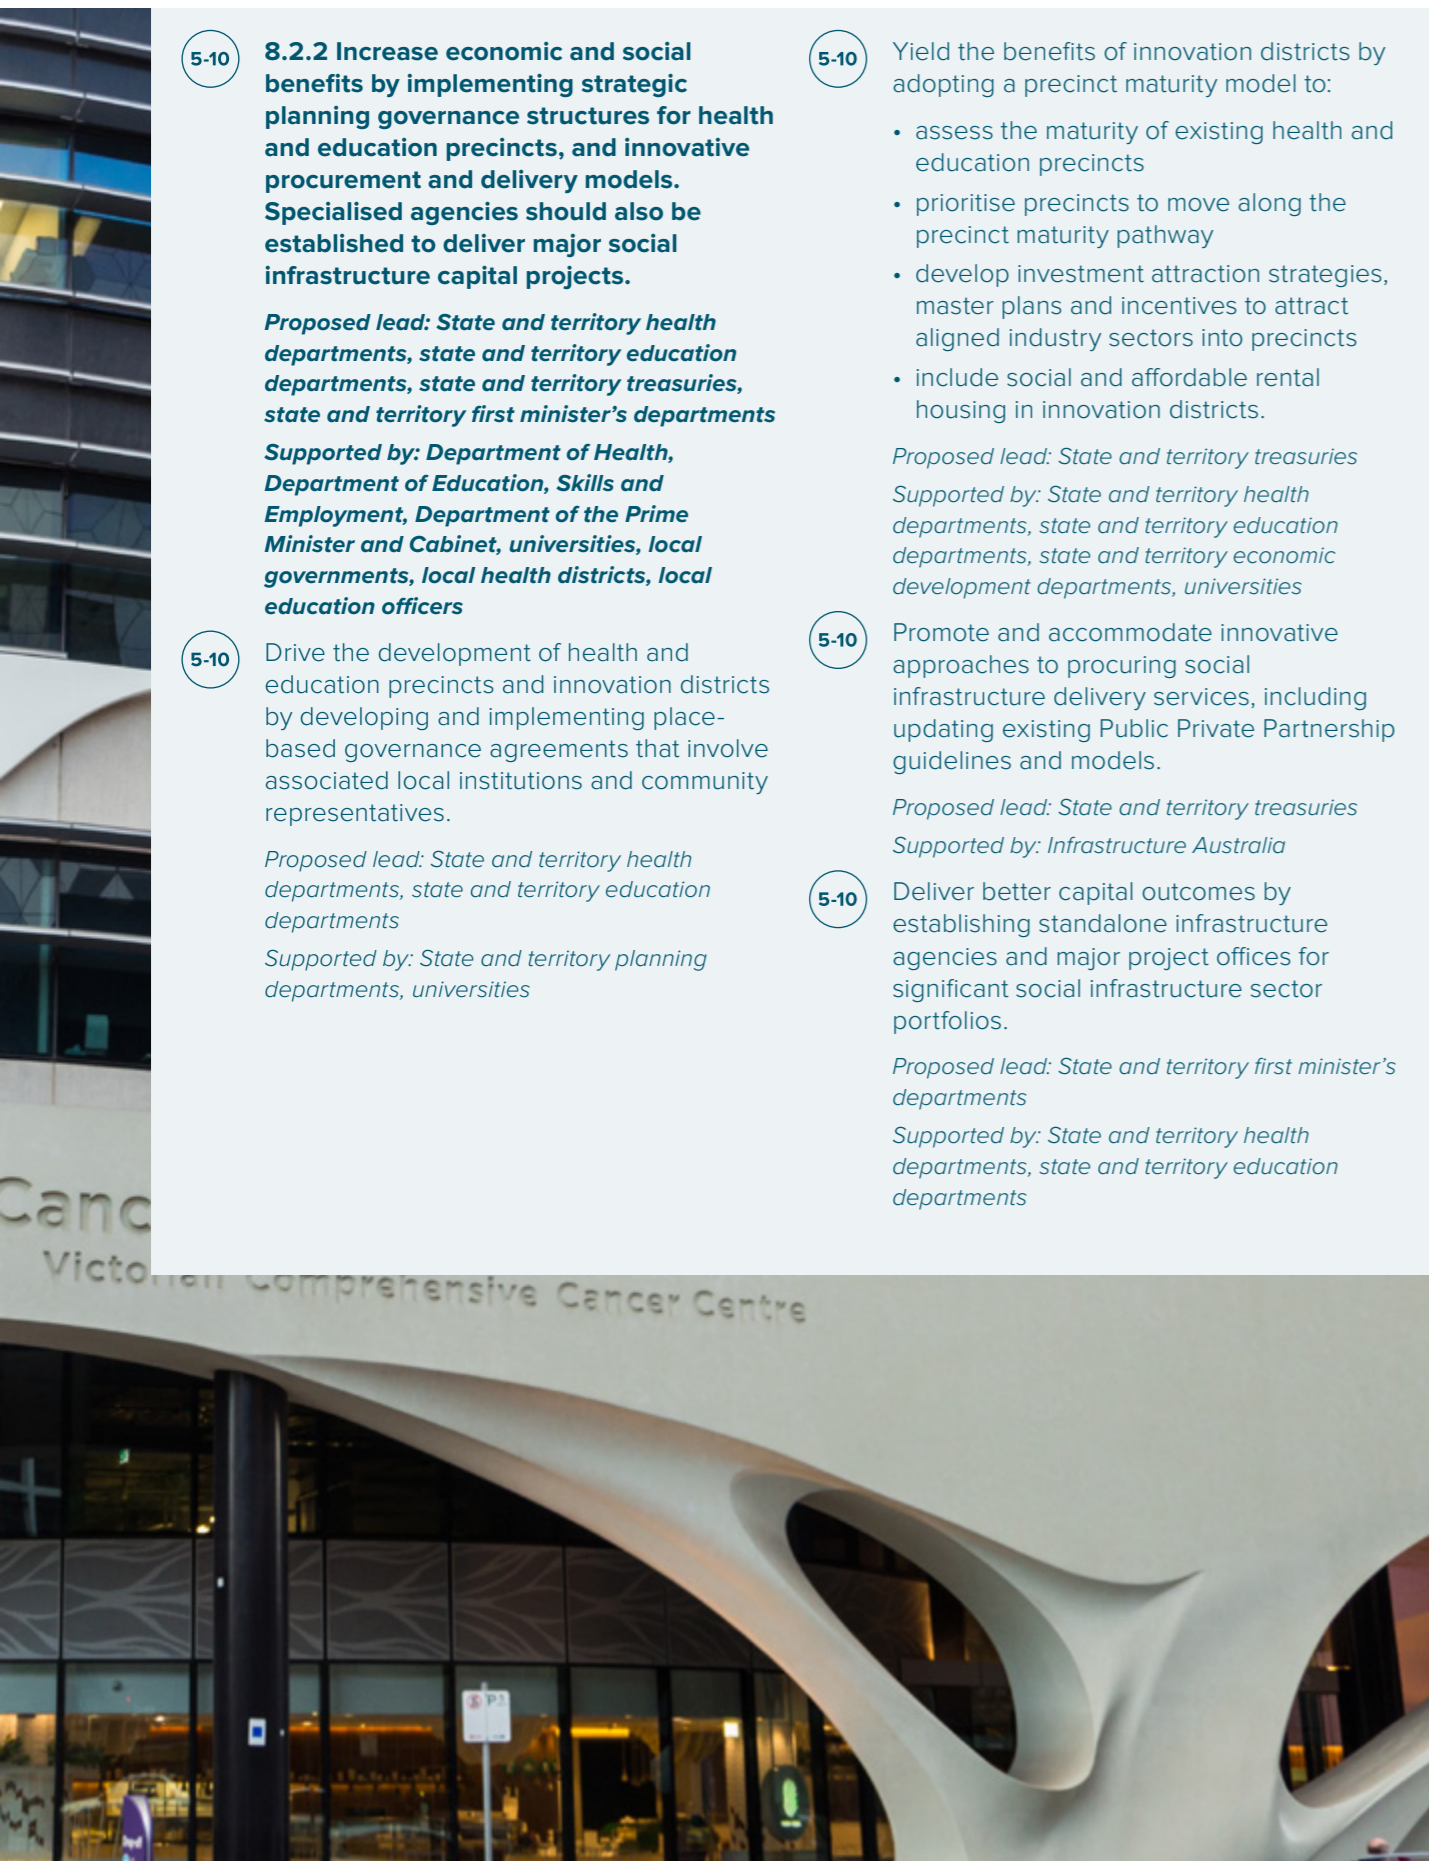 5-10
8.2.2 Increase economic and social
benefits by implementing strategic
planning governance structures for health
and education precincts, and innovative
procurement and delivery models.
Specialised agencies should also be
established to deliver major social
infrastructure capital projects.
Proposed lead: State and territory health
departments, state and territory education
departments, state and territory treasuries,
state and territory first minister’s departments
Supported by: Department of Health,
Department of Education, Skills and
Employment, Department of the Prime
Minister and Cabinet, universities, local
governments, local health districts, local
education officers
5-10
Drive the development of health and
education precincts and innovation districts
by developing and implementing place-
based governance agreements that involve
associated local institutions and community
representatives.
Proposed lead: State and territory health
departments, state and territory education
departments
Supported by: State and territory planning
departments, universities
5-10
Yield the benefits of innovation districts by
adopting a precinct maturity model to:
• assess the maturity of existing health and
education precincts
• prioritise precincts to move along the
precinct maturity pathway
• develop investment attraction strategies,
master plans and incentives to attract
aligned industry sectors into precincts
• include social and affordable rental
housing in innovation districts.
Proposed lead: State and territory treasuries
Supported by: State and territory health
departments, state and territory education
departments, state and territory economic
development departments, universities
5-10
Promote and accommodate innovative
approaches to procuring social
infrastructure delivery services, including
updating existing Public Private Partnership
guidelines and models.
Proposed lead: State and territory treasuries
Supported by: Infrastructure Australia
5-10
Deliver better capital outcomes by
establishing standalone infrastructure
agencies and major project offices for
significant social infrastructure sector
portfolios.
Proposed lead: State and territory first minister’s
departments
Supported by: State and territory health
departments, state and territory education
departments
Canc
Victorian Comprehensive Cancer Centre
P